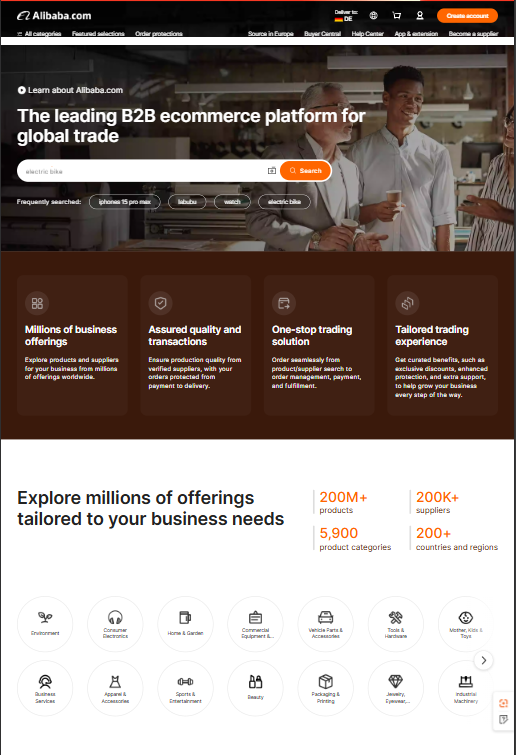 Alibaba.com
Deliver to:
DE
Create account
All categories
Featured selections
Order protections
Source in Europe
Buyer Central
Help Center
App & extension
Become a supplier
Learn about Alibaba.com
The leading B2B ecommerce platform for
global trade
electric bike
Search
Frequently searched:
iphones 15 pro max
labubu
watch
electric bike
Millions of business
offerings
Explore products and suppliers
for your business from millions
of offerings worldwide.
Assured quality and
transactions
Ensure production quality from
verified suppliers, with your
orders protected from
payment to delivery.
One-stop trading
solution
Order seamlessly from
product/supplier search to
order management, payment,
and fulfillment.
Tailored trading
experience
Get curated benefits, such as
exclusive discounts, enhanced
protection, and extra support,
to help grow your business
every step of the way.
Explore millions of offerings
tailored to your business needs
200M+
products
200K+
suppliers
5,900
product categories
200+
countries and regions
Environment
Consumer
Electronics
Home & Garden
Commercial
Equipment &...
Vehicle Parts &
Accessories
Tools &
Hardware
Mother, Kids &
Toys
Business
Services
Apparel &
Accessories
Sports &
Entertainment
Beauty
Packaging &
Printing
Jewelry,
Eyewear,...
Industrial
Machinery